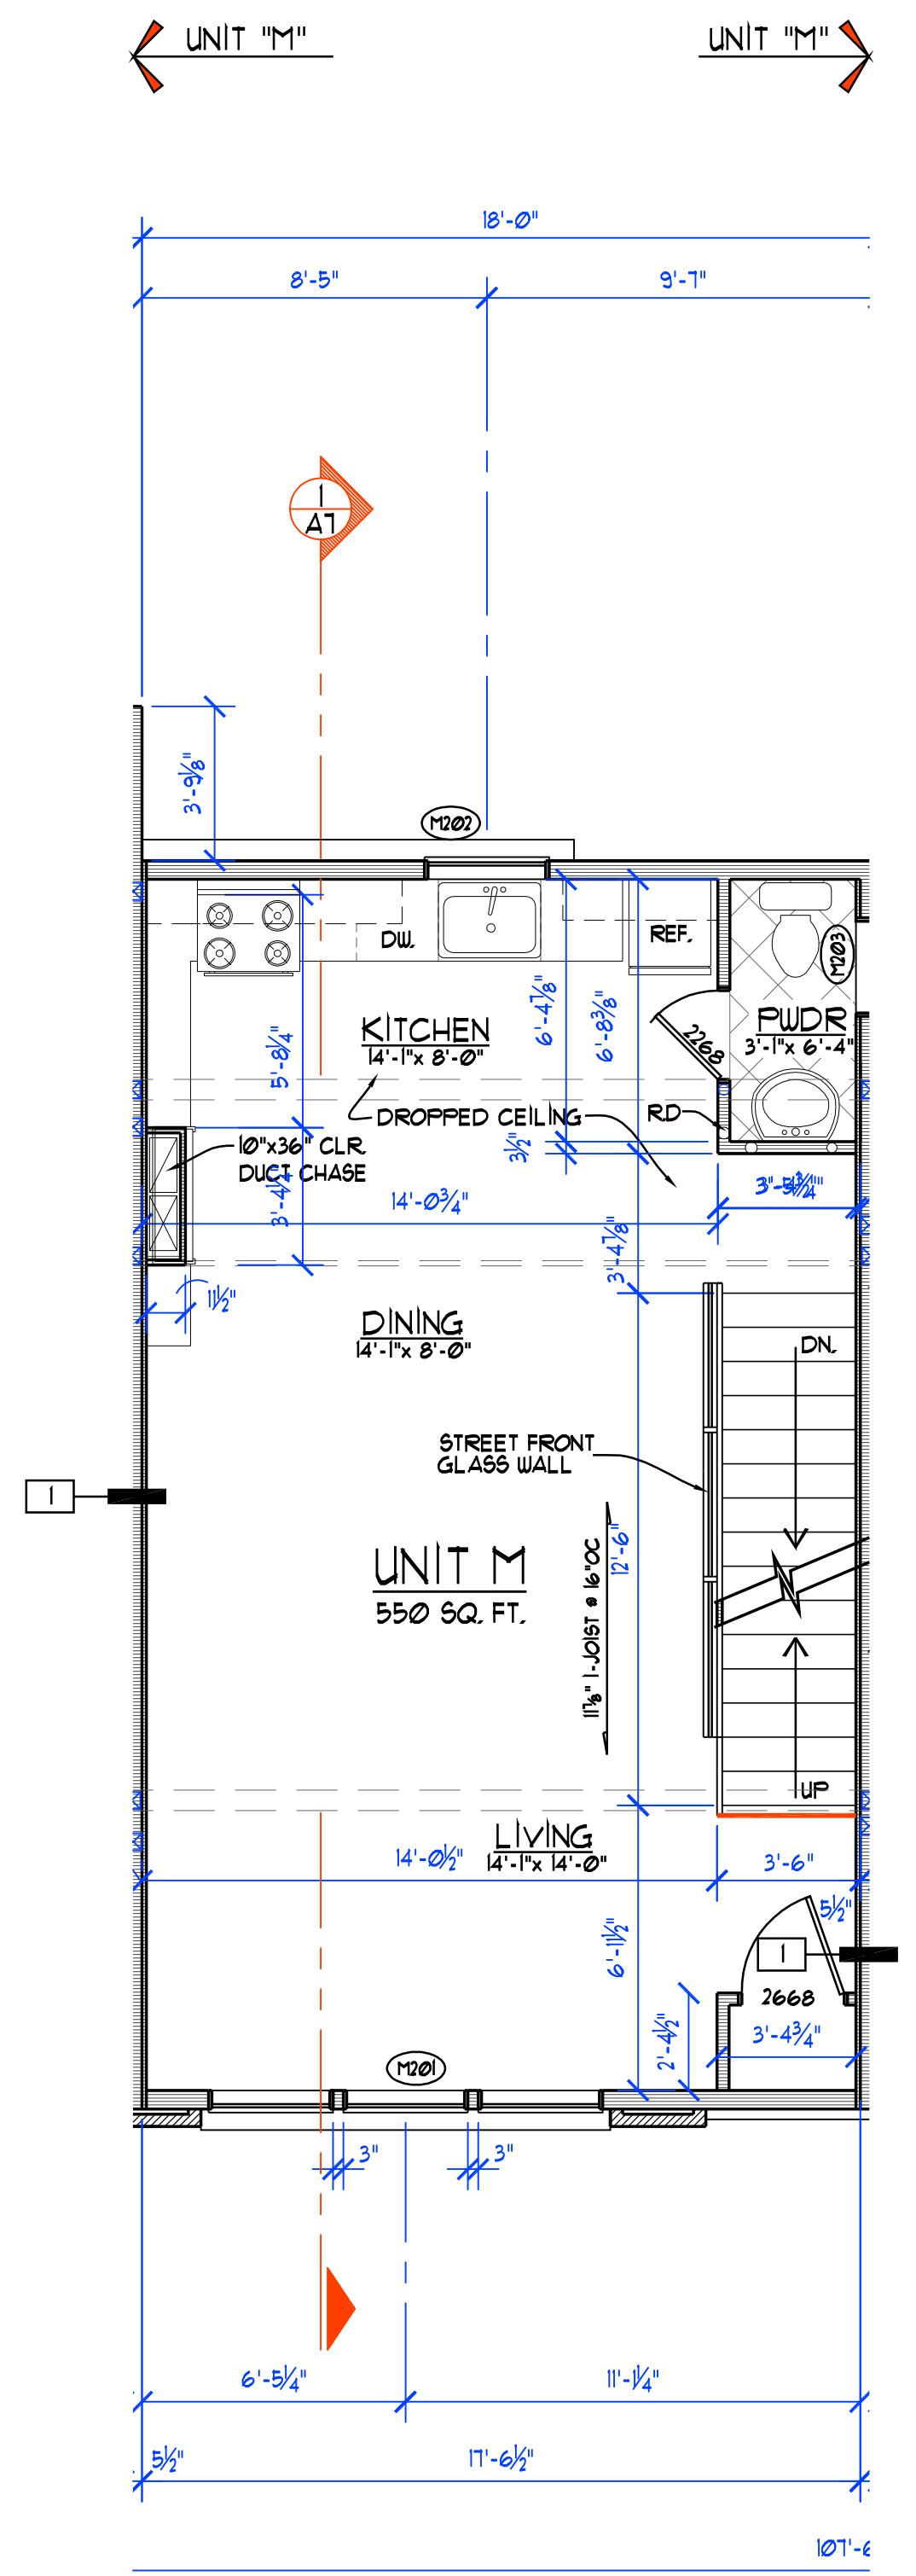 UNIT "M"
UNIT "M"
18'-0"
8'-5"
9'-7"
1
A7
3'-9⅛"
M202
DW.
REF.
M203
KITCHEN
14'-1"x 8'-0"
5'-8¼"
6'-4⅞"
6'-8⅜"
2268
PWDR
3'-1"x 6'-4"
DROPPED CEILING
RD
10"x36" CLR.
DUCT CHASE
3½"
3'-4¼"
14'-0¾"
3'-4⅞"
11½"
DINING
14'-1"x 8'-0"
DN.
STREET FRONT
GLASS WALL
1
12'-6"
UNIT M
550 SQ. FT.
11⅞" I-JOIST @ 16"OC
UP
LIVING
14'-1"x 14'-0"
14'-0½"
3'-6"
5½"
6'-11½"
1
2668
2'-4½"
3'-4¾"
M201
3"
3"
6'-5¼"
11'-1¼"
5½"
17'-6½"
107'-6